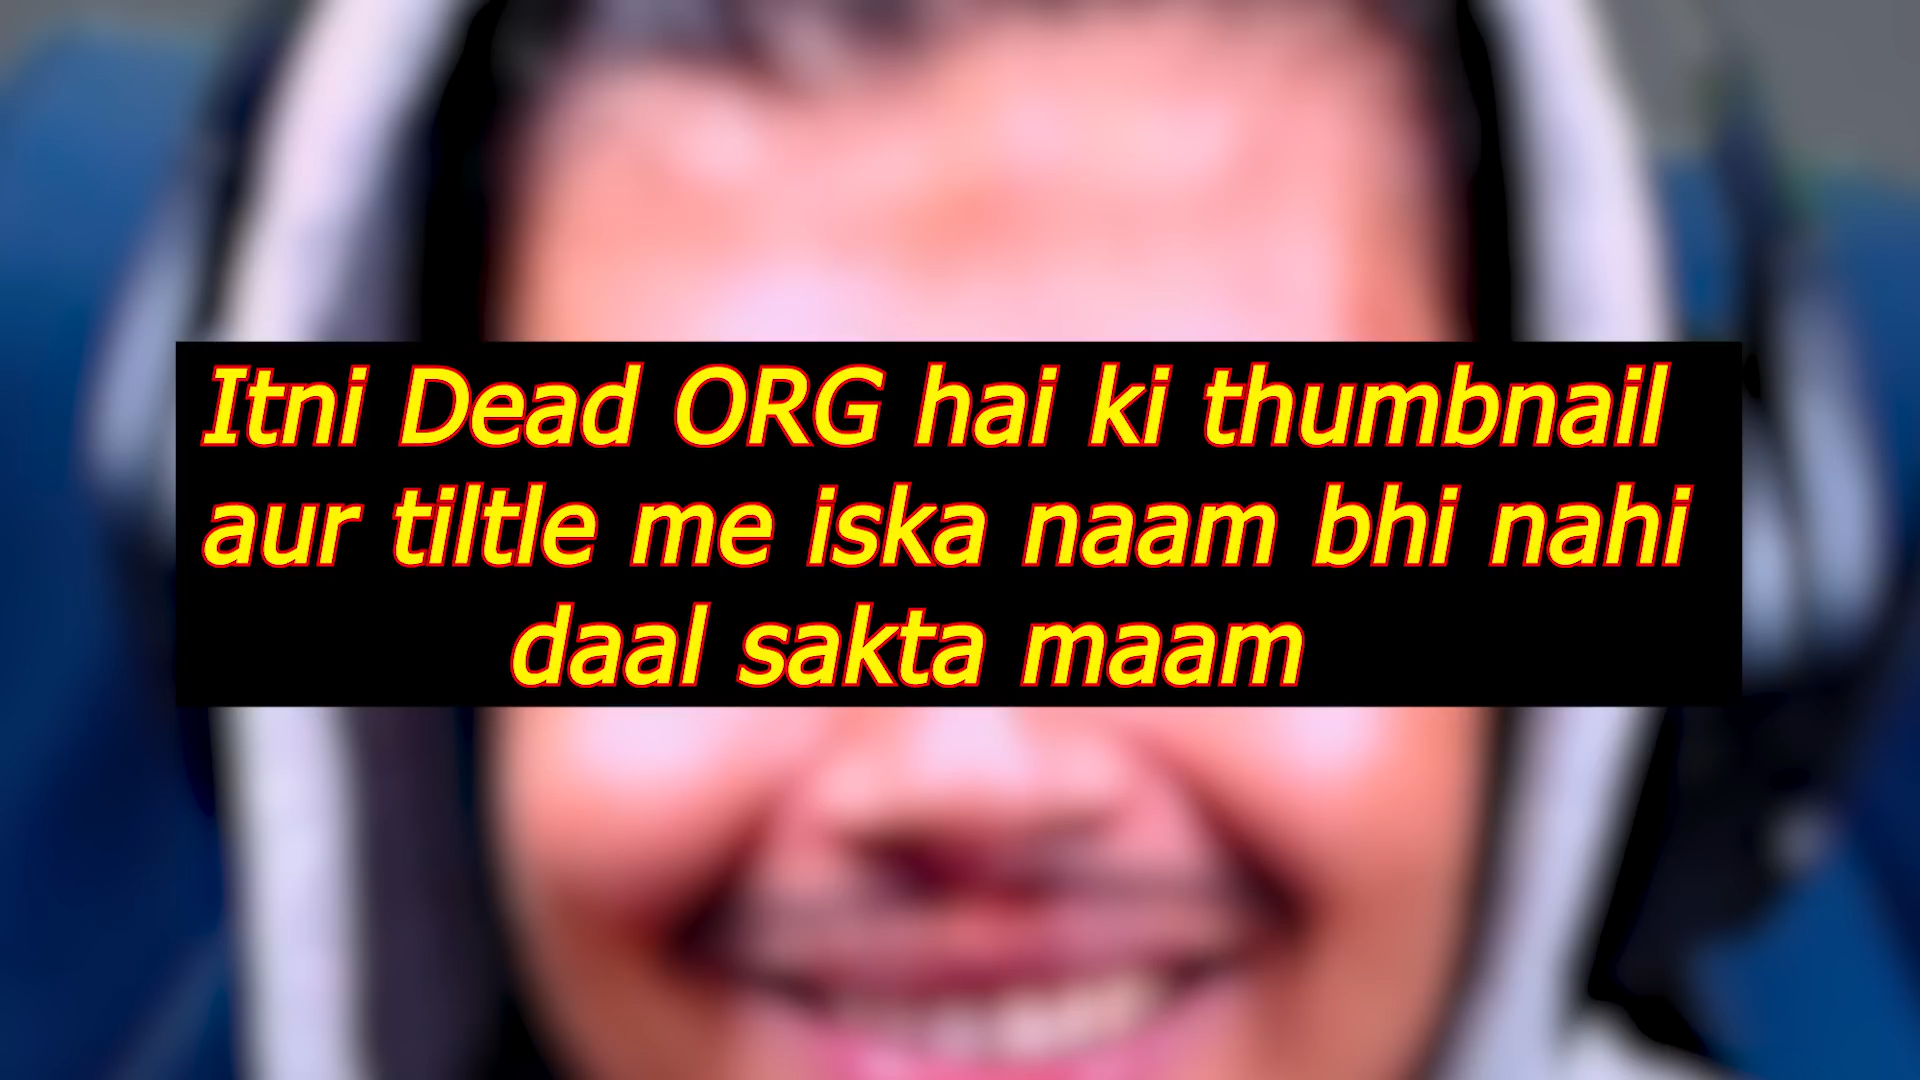 Itni Dead ORG hai ki thumbnail
aur tiltle me iska naam bhi nahi
daal sakta maam